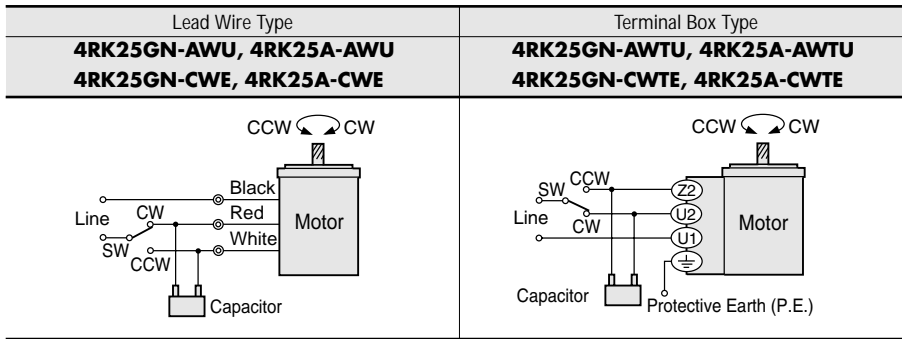 Lead Wire Type
4RK25GN-AWU, 4RK25A-AWU
4RK25GN-CWE, 4RK25A-CWE
CCW CW
Black
Red
White
Line
CW
SW
CCW
Motor
Capacitor
Terminal Box Type
4RK25GN-AWTU, 4RK25A-AWTU
4RK25GN-CWTE, 4RK25A-CWTE
CCW CW
SW
CCW
Line
CW
Z2
U2
U1
Motor
Capacitor
Protective Earth (P.E.)